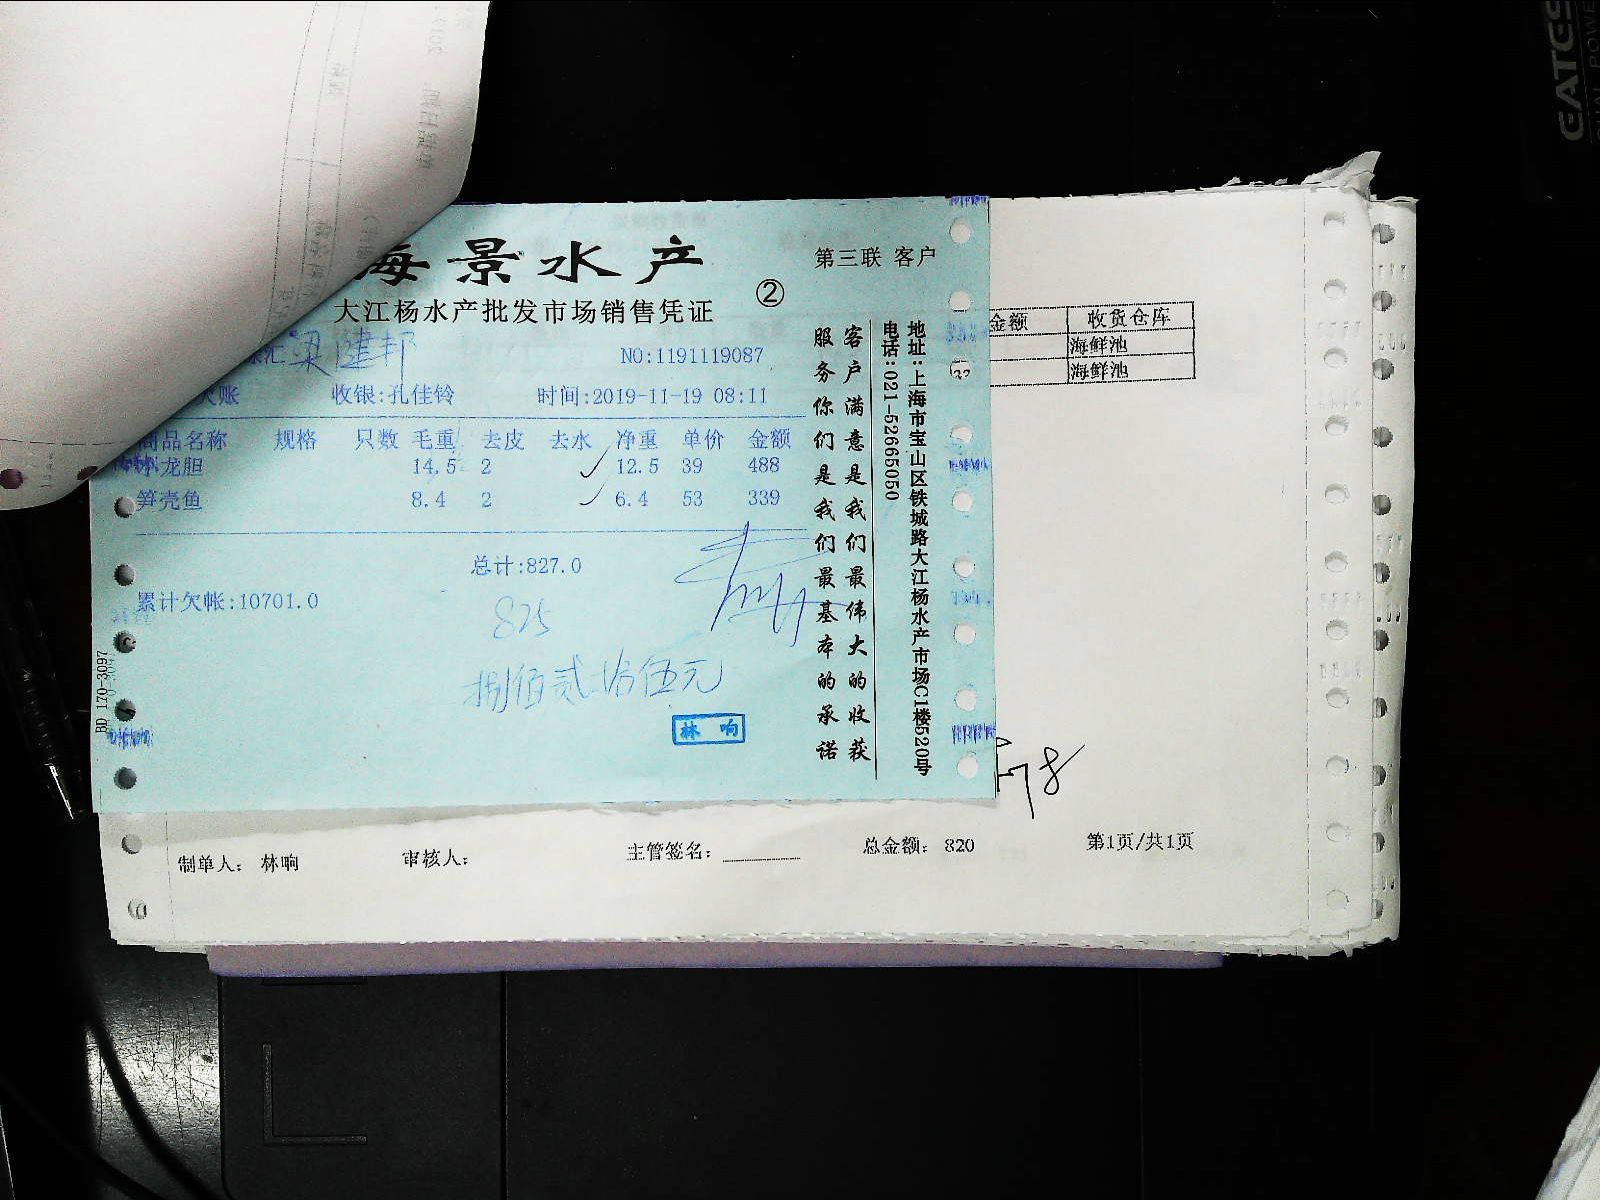 海景水产
第三联 客户
大江杨水产批发市场销售凭证
②
梁健邦
NO:1191119087
欠账
收银:孔佳铃
时间:2019-11-19 08:11
商品名称 规格 只数 毛重 去皮 去水 净重 单价 金额
小龙胆 14.5 2 12.5 39 488
笋壳鱼 8.4 2 6.4 53 339
总计:827.0
累计欠帐:10701.0
825
捌佰贰拾伍元
林响
客户满意是我们最伟大的收获
服务你们是我们最基本的承诺
地址:上海市宝山区铁城路大江杨水产市场C1楼520号
电话:021-52665050
BD 170-3097
金额 收货仓库
海鲜池
海鲜池
制单人: 林响
审核人:
主管签名:
总金额: 820
第1页/共1页